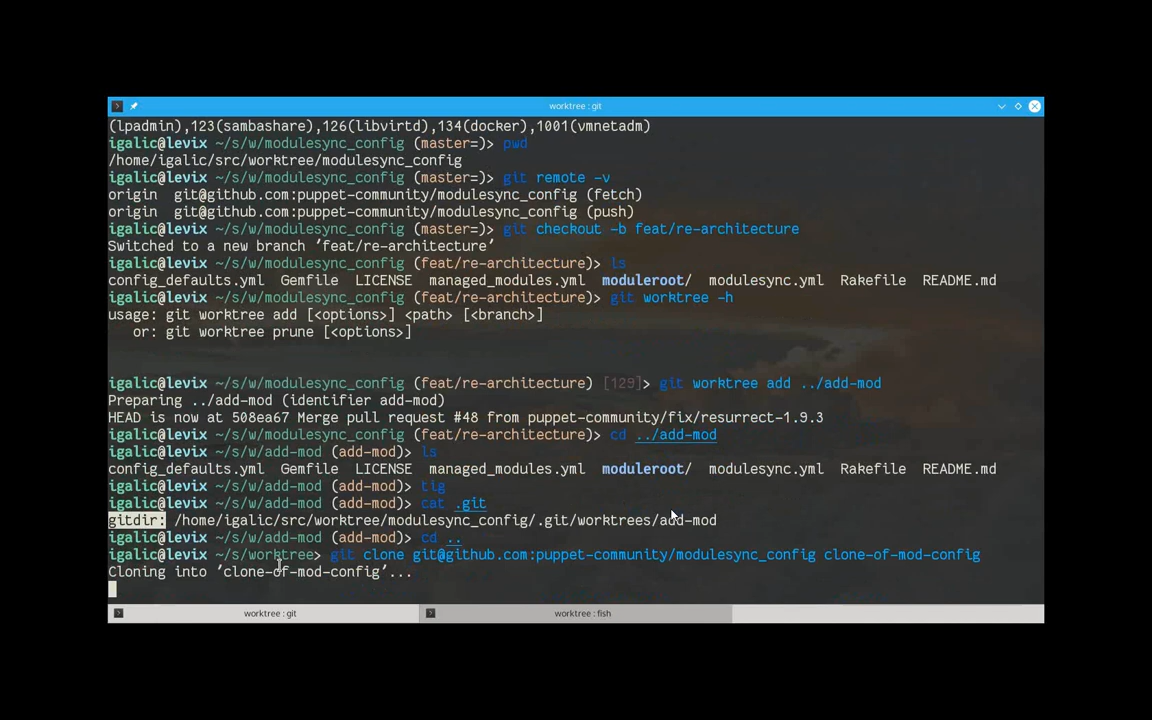 worktree : git
(lpadmin),123(sambashare),126(libvirtd),134(docker),1001(vmnetadm)
igalic@levix ~/s/w/modulesync_config (master=)> pwd
/home/igalic/src/worktree/modulesync_config
igalic@levix ~/s/w/modulesync_config (master=)> git remote -v
origin  git@github.com:puppet-community/modulesync_config (fetch)
origin  git@github.com:puppet-community/modulesync_config (push)
igalic@levix ~/s/w/modulesync_config (master=)> git checkout -b feat/re-architecture
Switched to a new branch 'feat/re-architecture'
igalic@levix ~/s/w/modulesync_config (feat/re-architecture)> ls
config_defaults.yml  Gemfile  LICENSE  managed_modules.yml  moduleroot/  modulesync.yml  Rakefile  README.md
igalic@levix ~/s/w/modulesync_config (feat/re-architecture)> git worktree -h
usage: git worktree add [<options>] <path> [<branch>]
   or: git worktree prune [<options>]
igalic@levix ~/s/w/modulesync_config (feat/re-architecture) [129]> git worktree add ../add-mod
Preparing ../add-mod (identifier add-mod)
HEAD is now at 508ea67 Merge pull request #48 from puppet-community/fix/resurrect-1.9.3
igalic@levix ~/s/w/modulesync_config (feat/re-architecture)> cd ../add-mod
igalic@levix ~/s/w/add-mod (add-mod)> ls
config_defaults.yml  Gemfile  LICENSE  managed_modules.yml  moduleroot/  modulesync.yml  Rakefile  README.md
igalic@levix ~/s/w/add-mod (add-mod)> tig
igalic@levix ~/s/w/add-mod (add-mod)> cat .git
gitdir: /home/igalic/src/worktree/modulesync_config/.git/worktrees/add-mod
igalic@levix ~/s/w/add-mod (add-mod)> cd ..
igalic@levix ~/s/worktree> git clone git@github.com:puppet-community/modulesync_config clone-of-mod-config
Cloning into 'clone-of-mod-config'...
worktree : git
worktree : fish